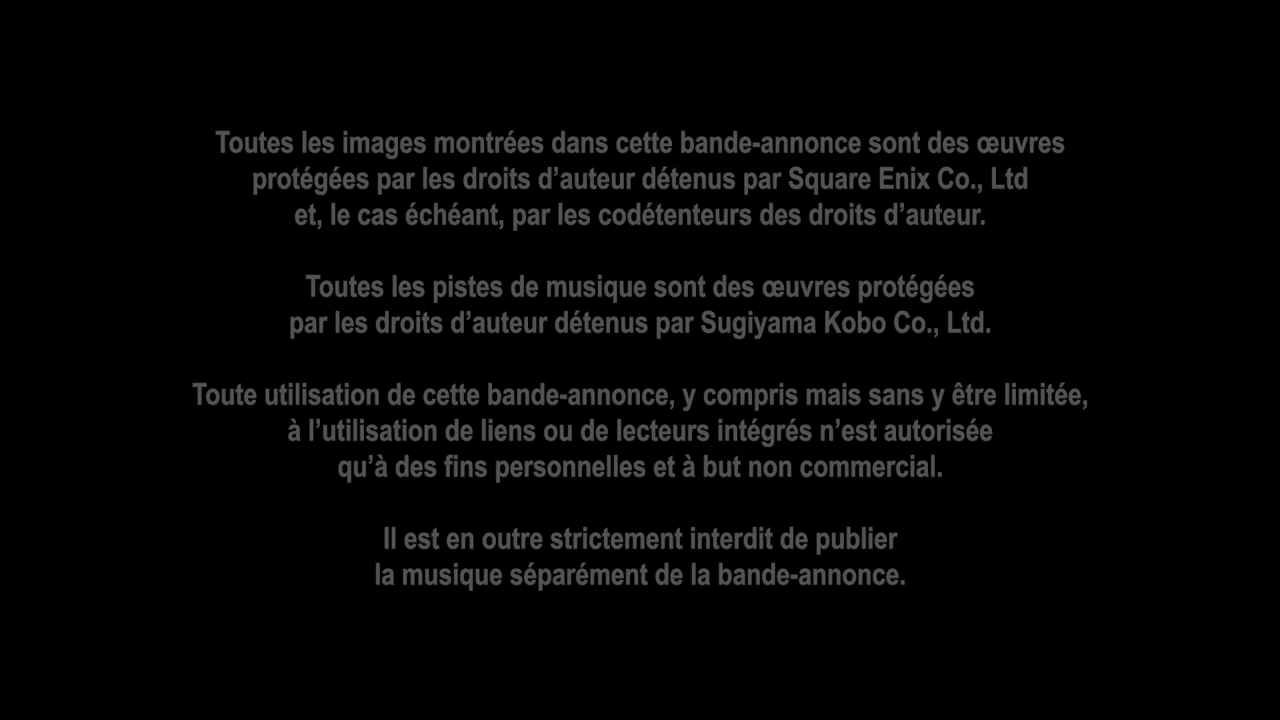 Toutes les images montrées dans cette bande-annonce sont des œuvres
protégées par les droits d’auteur détenus par Square Enix Co., Ltd
et, le cas échéant, par les codétenteurs des droits d’auteur.
Toutes les pistes de musique sont des œuvres protégées
par les droits d’auteur détenus par Sugiyama Kobo Co., Ltd.
Toute utilisation de cette bande-annonce, y compris mais sans y être limitée,
à l’utilisation de liens ou de lecteurs intégrés n’est autorisée
qu’à des fins personnelles et à but non commercial.
Il est en outre strictement interdit de publier
la musique séparément de la bande-annonce.